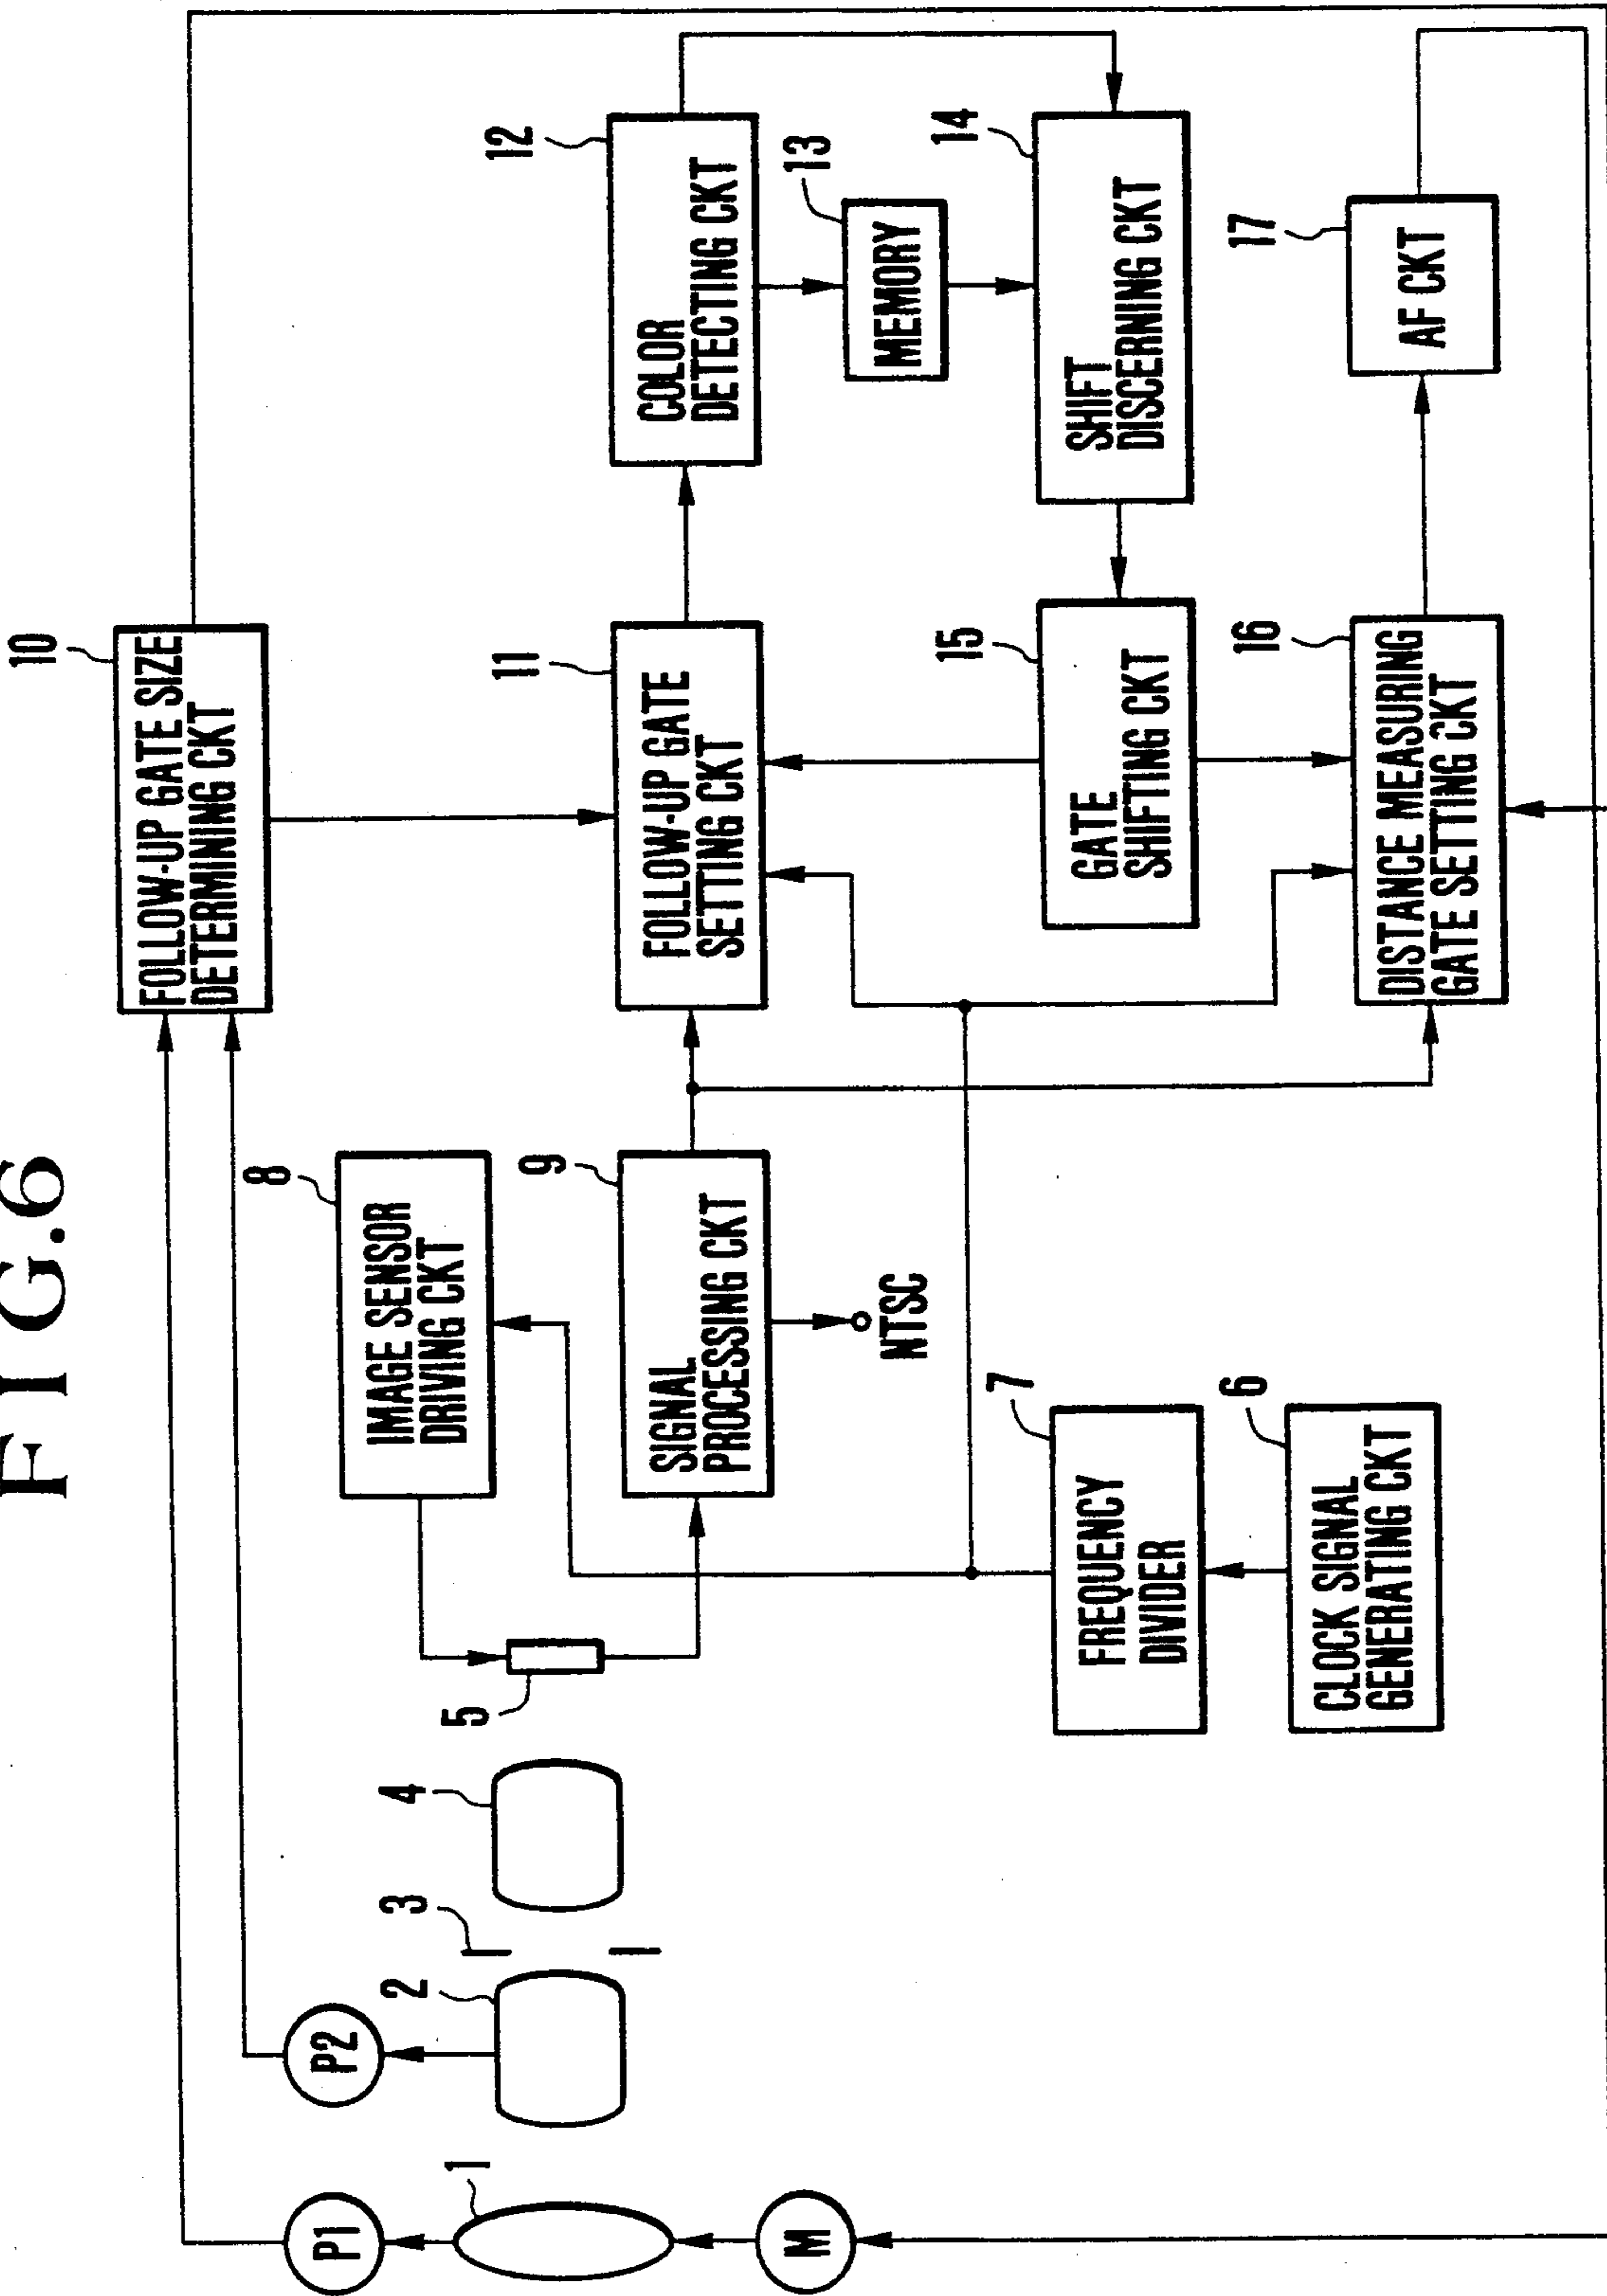 FIG.6
10
FOLLOW-UP GATE SIZE
DETERMINING CKT
P1
P2
1
2
3
4
5
8
IMAGE SENSOR
DRIVING CKT
9
SIGNAL
PROCESSING CKT
NTSC
11
FOLLOW-UP GATE
SETTING CKT
12
COLOR
DETECTING CKT
13
MEMORY
14
SHIFT
DISCERNING CKT
15
GATE
SHIFTING CKT
7
FREQUENCY
DIVIDER
6
CLOCK SIGNAL
GENERATING CKT
16
DISTANCE MEASURING
GATE SETTING CKT
17
AF CKT
M